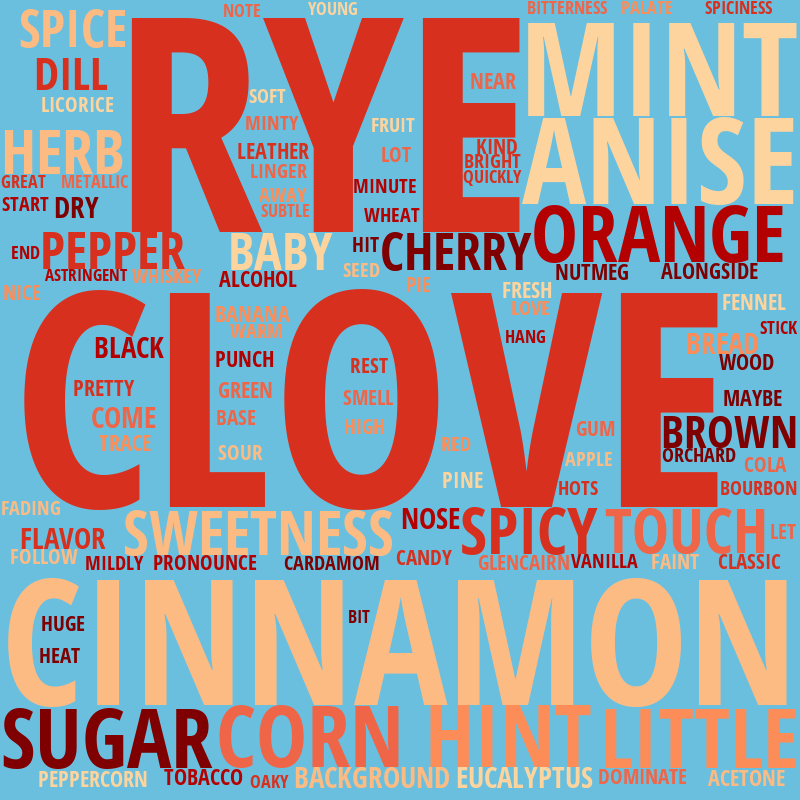 NOTE YOUNG BITTERNESS PALATE SPICINESS
SPICE RYE MINT
DILL NEAR
LICORICE SOFT
MINTY FRUIT ANISE
HERB LEATHER LOT KIND
LINGER BRIGHT
GREAT METALLIC MINUTE QUICKLY
AWAY
START DRY SUBTLE WHEAT ORANGE
END PEPPER BABY HIT CHERRY
ASTRINGENT WHISKEY ALCOHOL SEED NUTMEG ALONGSIDE
NICE PIE FRESH FENNEL
CLOVE
BANANA LOVE
WARM HANG STICK
BLACK PUNCH BREAD
REST WOOD
PRETTY GREEN SMELL MAYBE
COME BASE HIGH GUM BROWN
TRACE SOUR RED APPLE ORCHARD
COLA
PINE HOTS BOURBON
FADING
FLAVOR SWEETNESS NOSE SPICY TOUCH LET
FOLLOW MILDLY PRONOUNCE CARDAMOM CANDY GLENCAIRN VANILLA FAINT CLASSIC
CINNAMON
HUGE BIT
HEAT
SUGAR CORN HINT LITTLE
PEPPERCORN TOBACCO OAKY BACKGROUND EUCALYPTUS DOMINATE ACETONE